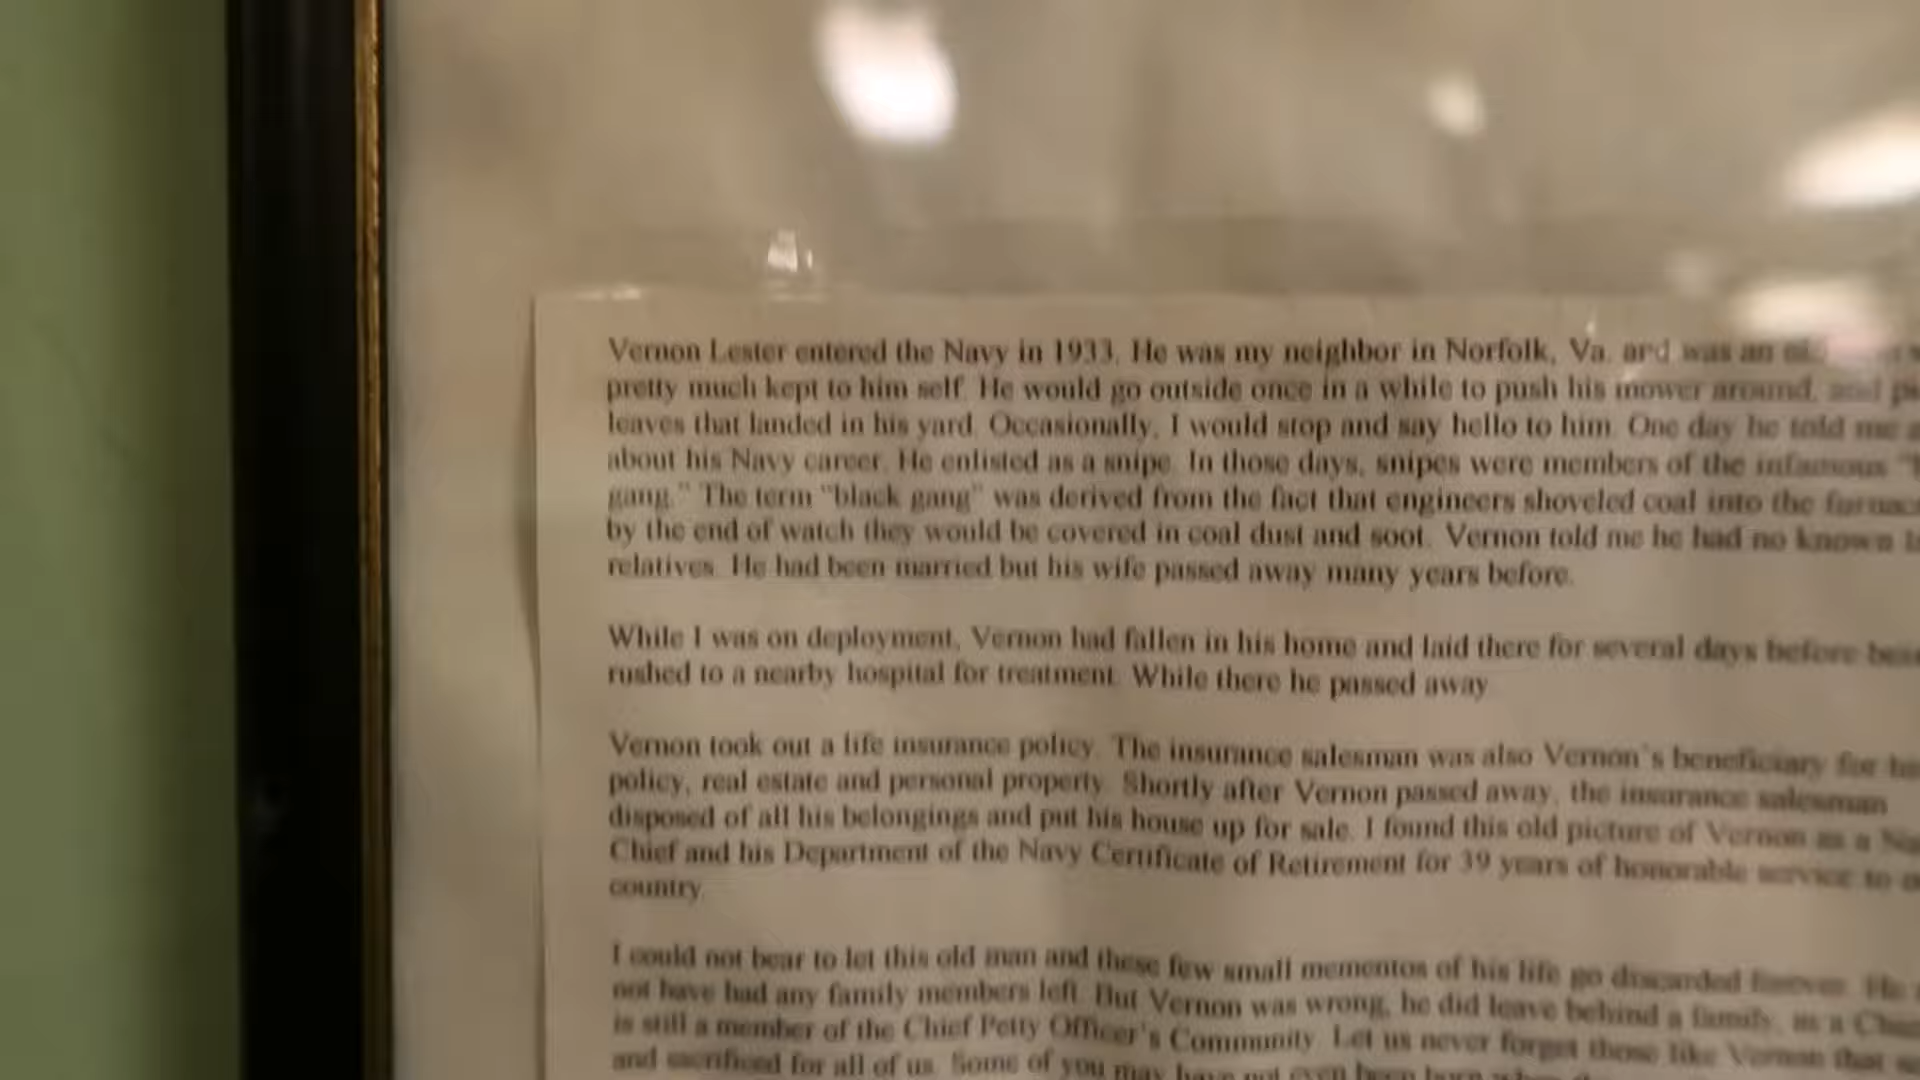 Vernon Lester entered the Navy in 1933. He was my neighbor in Norfolk, Va. and was an
pretty much kept to him self. He would go outside once in a while to push his mower around, and
leaves that landed in his yard. Occasionally, I would stop and say hello to him. One day he told me
about his Navy career. He enlisted as a snipe. In those days, snipes were members of the infamous
gang." The term "black gang" was derived from the fact that engineers shoveled coal into the
by the end of watch they would be covered in coal dust and soot. Vernon told me he had no known
relatives. He had been married but his wife passed away many years before.
While I was on deployment, Vernon had fallen in his home and laid there for several days before
rushed to a nearby hospital for treatment. While there he passed away
Vernon took out a life insurance policy. The insurance salesman was also Vernon's beneficiary for
policy, real estate and personal property. Shortly after Vernon passed away, the insurance salesman
disposed of all his belongings and put his house up for sale. I found this old picture of Vernon as a
Chief and his Department of the Navy Certificate of Retirement for 39 years of honorable service to
country.
I could not bear to let this old man and these few small mementos of his life go discarded forever. He
not have had any family members left. But Vernon was wrong, he did leave behind a family, as a
is still a member of the Chief Petty Officer's Community. Let us never forget those like Vernon that
and sacrificed for all of us. Some of you may have not even been born when